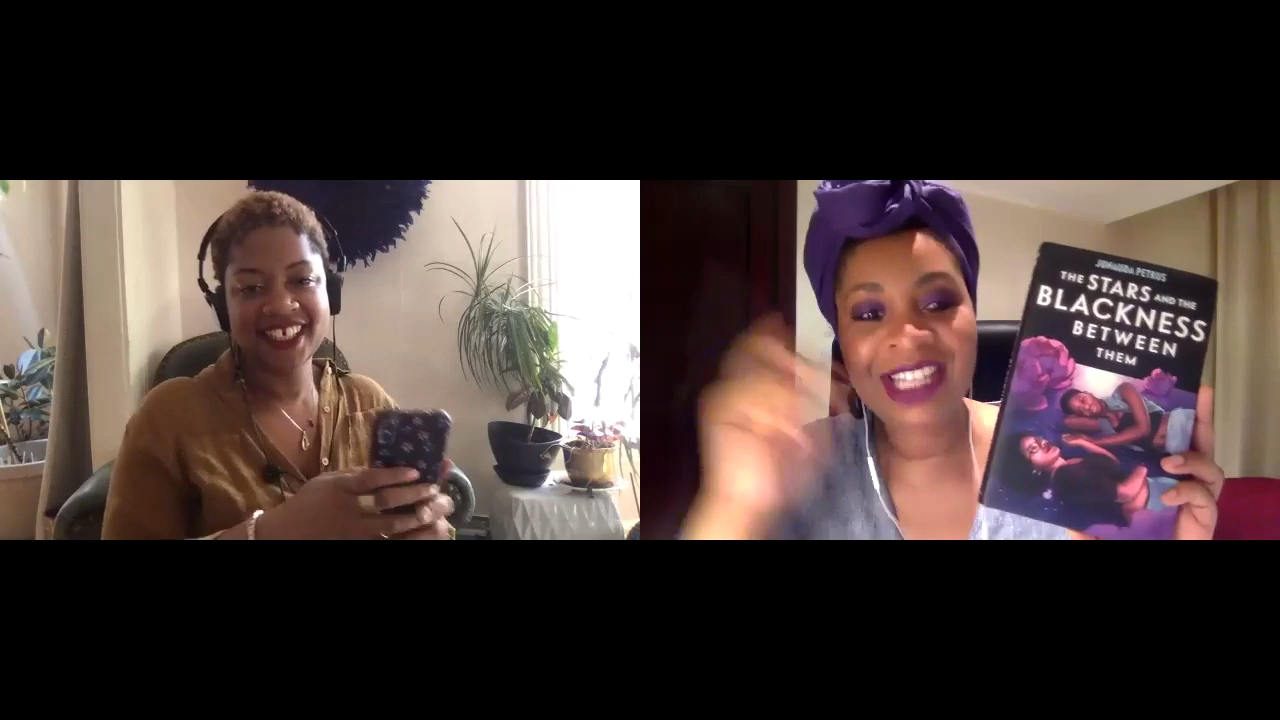 JUNAUDA PETRUS
THE STARS AND THE
BLACKNESS
BETWEEN
THEM